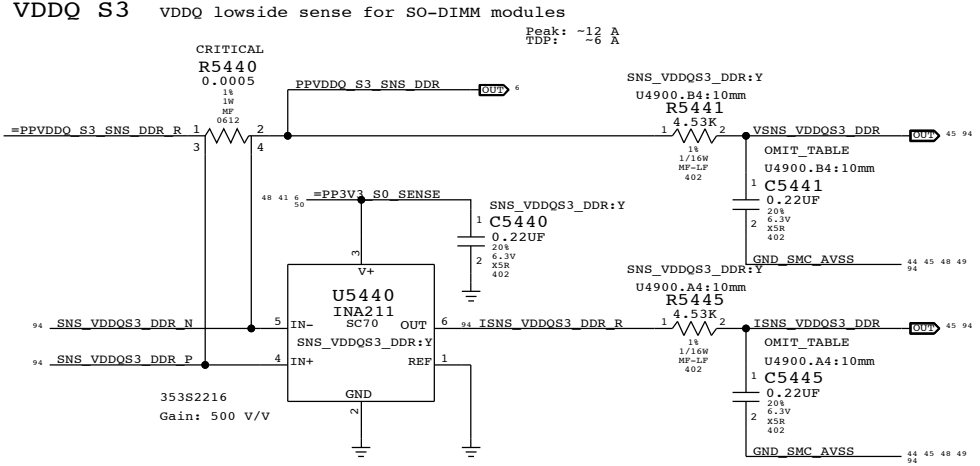 VDDQ S3 VDDQ lowside sense for SO-DIMM modules
Peak: ~12 A
TDP: ~6 A
CRITICAL
R5440
0.0005
1%
1W
MF
0612
PPVDDQ_S3_SNS_DDR OUT 6
=PPVDDQ_S3_SNS_DDR_R 1 2
3 4
SNS_VDDQS3_DDR:Y
U4900.B4:10mm
R5441
4.53K
1 2
1%
1/16W
MF-LF
402
VSNS_VDDQS3_DDR OUT 45 94
OMIT_TABLE
U4900.B4:10mm
1 C5441
0.22UF
20%
6.3V
2 X5R
402
GND_SMC_AVSS 44 45 48 49
94
48 41 6 =PP3V3_S0_SENSE
50
SNS_VDDQS3_DDR:Y
1 C5440
0.22UF
20%
6.3V
2 X5R
402
3
V+
U5440
INA211
SC70
94 SNS_VDDQS3_DDR_N 5 IN- OUT 6
SNS_VDDQS3_DDR:Y
94 SNS_VDDQS3_DDR_P 4 IN+ REF 1
GND
2
353S2216
Gain: 500 V/V
94 ISNS_VDDQS3_DDR_R
SNS_VDDQS3_DDR:Y
U4900.A4:10mm
R5445
4.53K
1 2
1%
1/16W
MF-LF
402
ISNS_VDDQS3_DDR OUT 45 94
OMIT_TABLE
U4900.A4:10mm
1 C5445
0.22UF
20%
6.3V
2 X5R
402
GND_SMC_AVSS 44 45 48 49
94